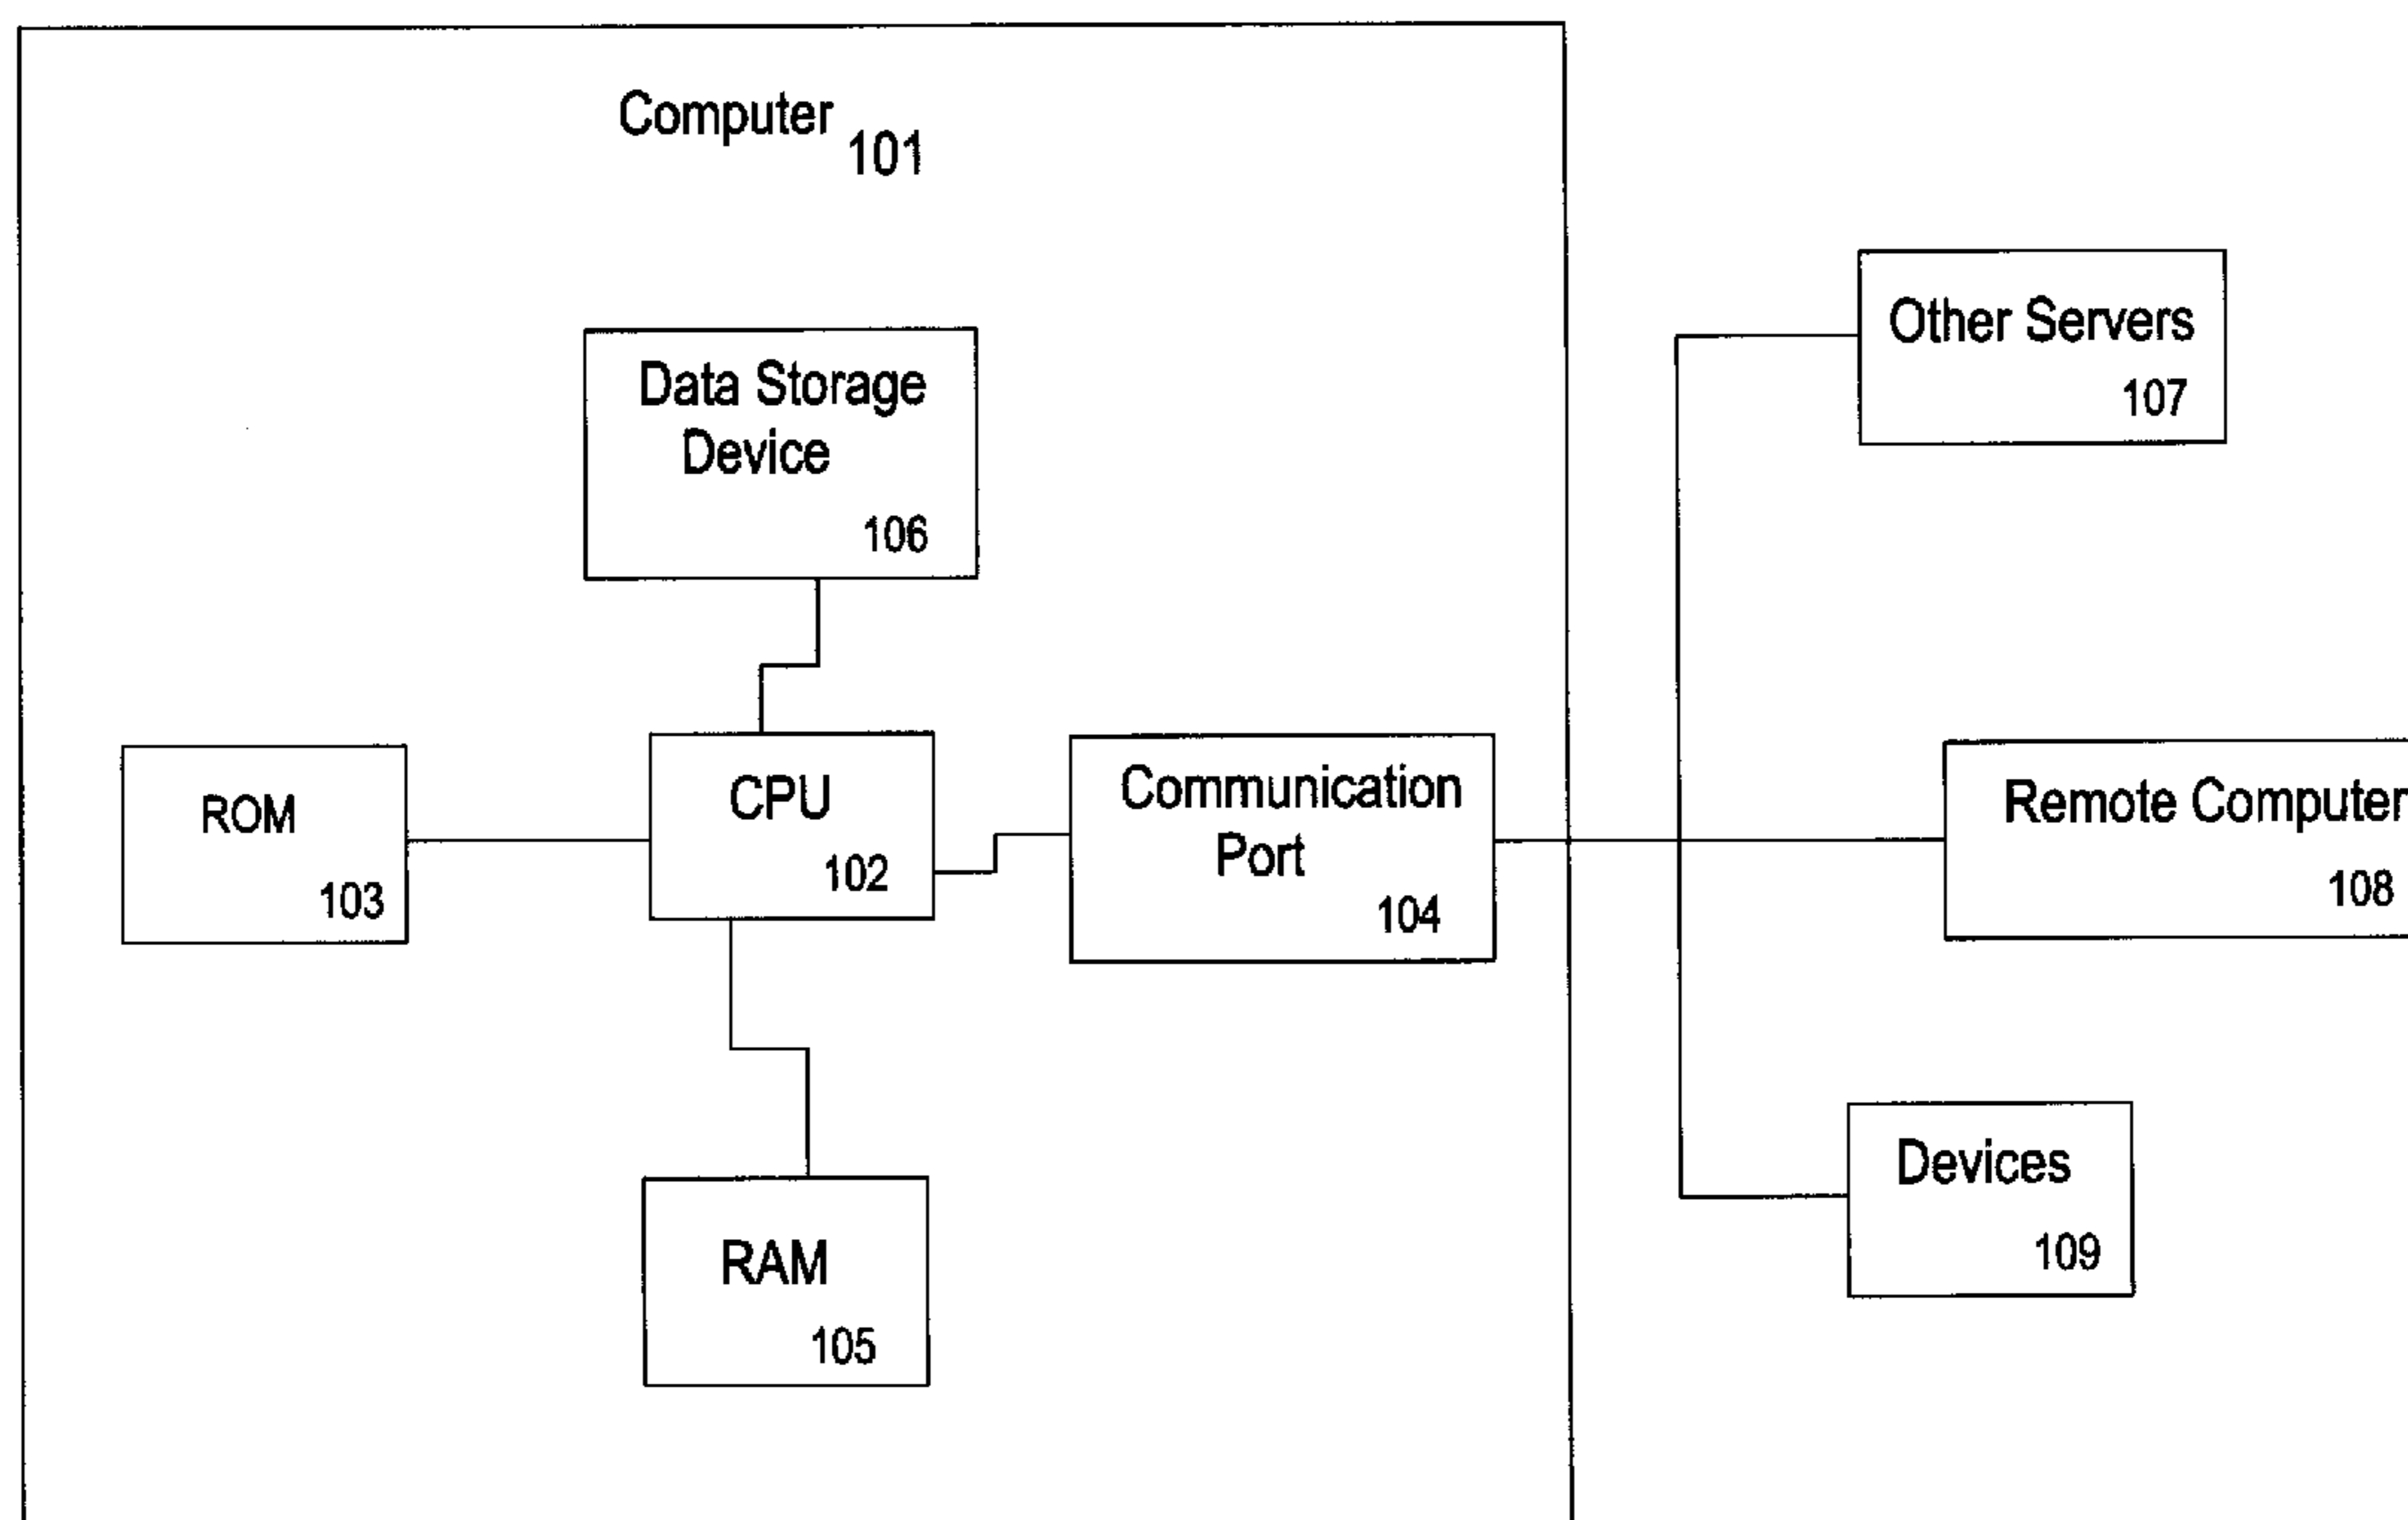 Computer
101
Data Storage
Device
106
Other Servers
107
ROM
103
CPU
102
Communication
Port
104
Remote Computer
108
RAM
105
Devices
109